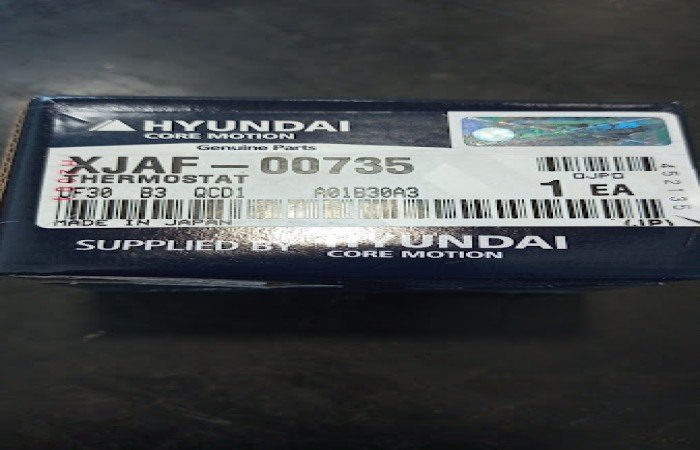 HYUNDAI
CORE MOTION
Genuine Parts
XJAF-00735
THERMOSTAT
UF30 B3 QCD1 A01B30A3
OJPD
1 EA
MADE IN JAPAN
(JP)
SUPPLIED BY HYUNDAI
CORE MOTION